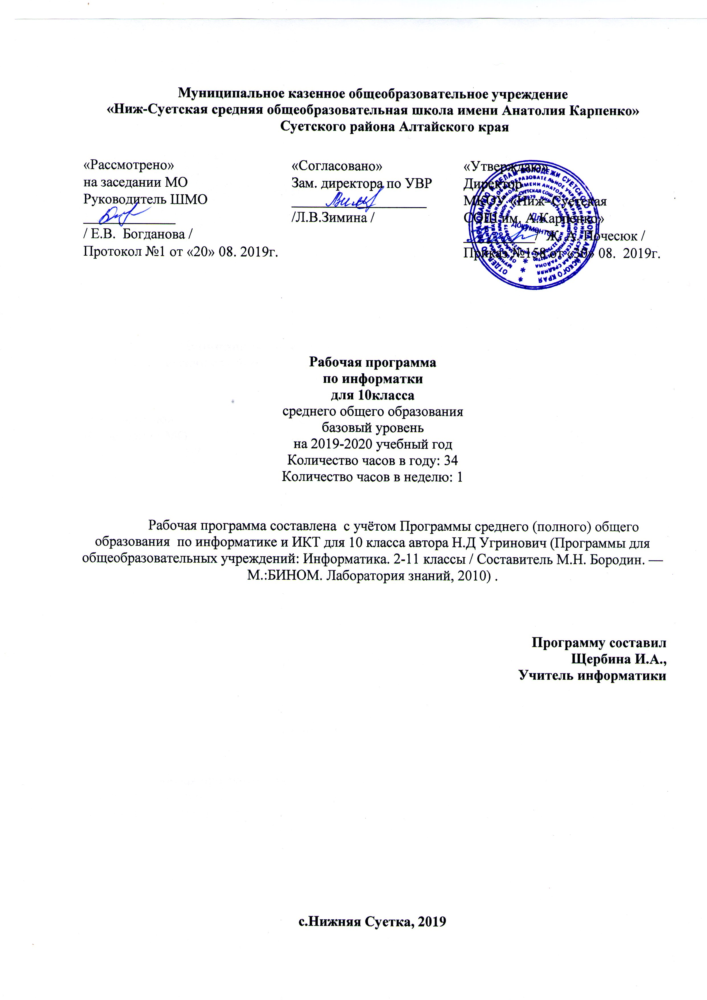 Муниципальное казенное общеобразовательное учреждение
«Ниж-Суетская средняя общеобразовательная школа имени Анатолия Карпенко»
Суетского района Алтайского края
«Рассмотрено»
на заседании МО
Руководитель ШМО
/ Е.В. Богданова /
Протокол №1 от «20» 08. 2019г.
«Согласовано»
Зам. директора по УВР
/Л.В.Зимина /
«Утверждаю»
Директор
МКОУ «Ниж–Суетская
СОШ им. А.Карпенко»
/ Ж. А. Почесюк /
Приказ №158 от «30» 08. 2019г.
Для
документов
Рабочая программа
по информатки
для 10класса
среднего общего образования
базовый уровень
на 2019-2020 учебный год
Количество часов в году: 34
Количество часов в неделю: 1
Рабочая программа составлена с учётом Программы среднего (полного) общего
образования по информатике и ИКТ для 10 класса автора Н.Д Угринович (Программы для
общеобразовательных учреждений: Информатика. 2-11 классы / Составитель М.Н. Бородин. —
М.:БИНОМ. Лаборатория знаний, 2010) .
Программу составил
Щербина И.А.,
Учитель информатики
с.Нижняя Суетка, 2019